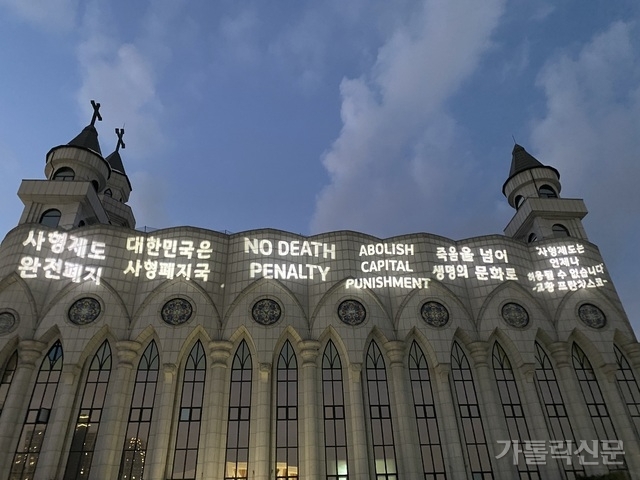 사형제도
완전폐지
대한민국은
사형폐지국
NO DEATH
PENALTY
ABOLISH
CAPITAL
PUNISHMENT
죽음을 넘어
생명의 문화로
"사형제도는
언제나
허용될 수 없습니다"
-교황 프란치스코-
가톨릭신문